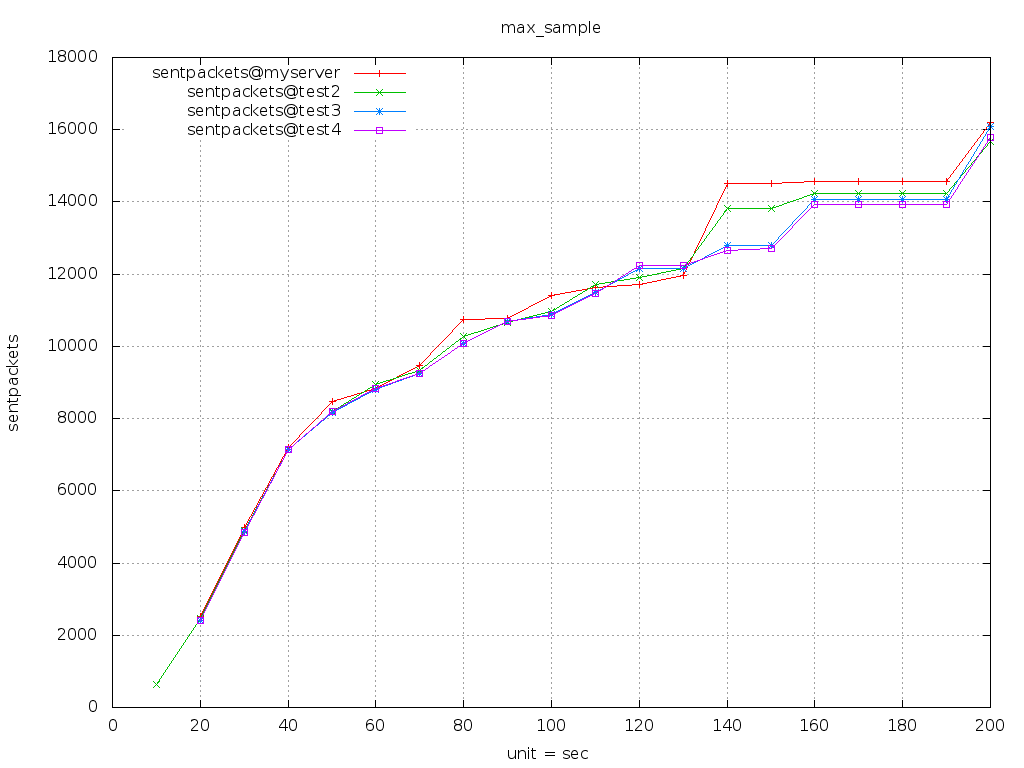 max_sample
18000
16000
14000
12000
10000
8000
6000
4000
2000
0
sentpackets
sentpackets@myserver
sentpackets@test2
sentpackets@test3
sentpackets@test4
0 20 40 60 80 100 120 140 160 180 200
unit = sec